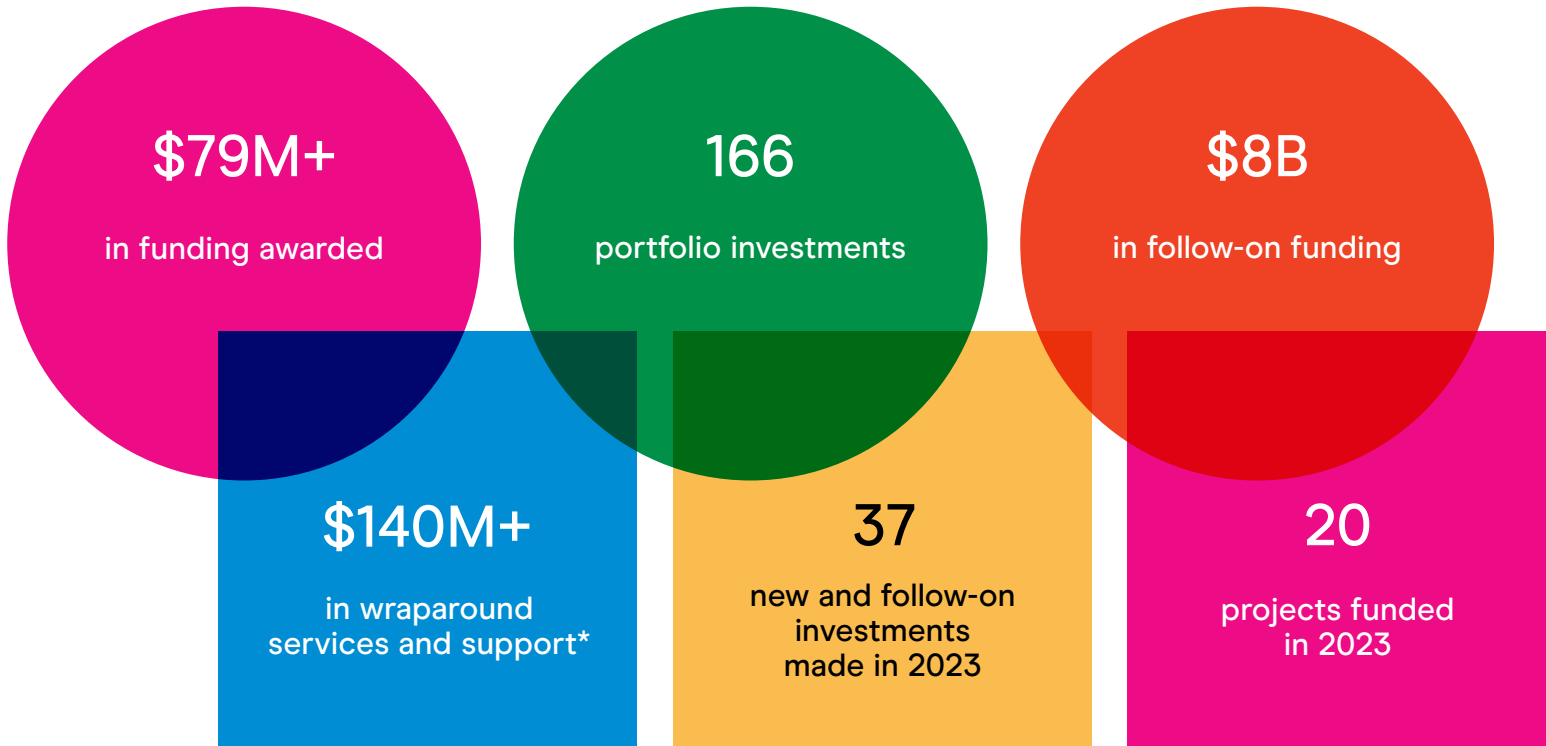 $79M+
in funding awarded
166
portfolio investments
$8B
in follow-on funding
$140M+
in wraparound
services and support*
37
new and follow-on
investments
made in 2023
20
projects funded
in 2023